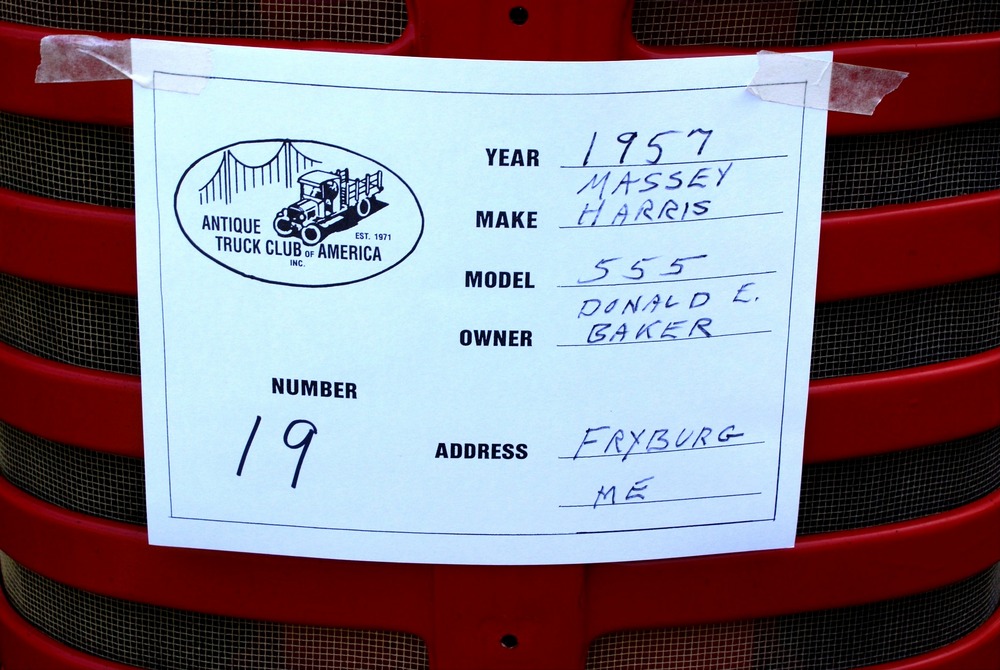 ANTIQUE
EST. 1971
TRUCK CLUB OF AMERICA
INC.
YEAR 1957
MAKE MASSEY
HARRIS
MODEL 555
OWNER DONALD E.
BAKER
NUMBER
19
ADDRESS FRYBURG
ME